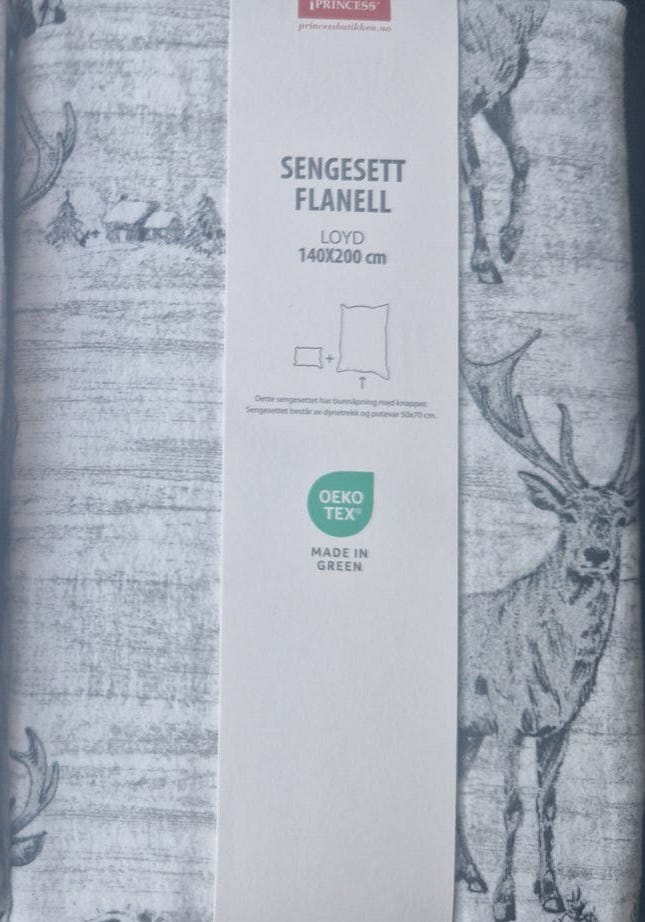 PRINCESS®
princessbutikken.no
SENGESETT
FLANELL
LOYD
140X200 cm
+
Dette sengesettet har bunnåpning med knapper.
Sengesettet består av dynetrekk og putevar 50x70 cm.
OEKO
TEX®
MADE IN
GREEN